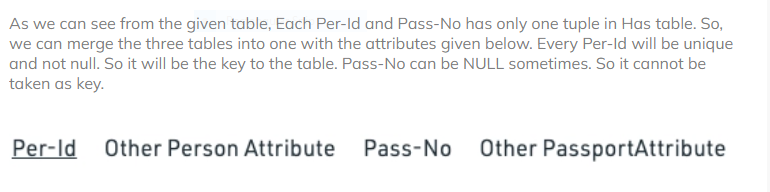 As we can see from the given table, Each Per-Id and Pass-No has only one tuple in Has table. So,
we can merge the three tables into one with the attributes given below. Every Per-Id will be unique
and not null. So it will be the key to the table. Pass-No can be NULL sometimes. So it cannot be
taken as key.
Per-Id Other Person Attribute Pass-No Other PassportAttribute